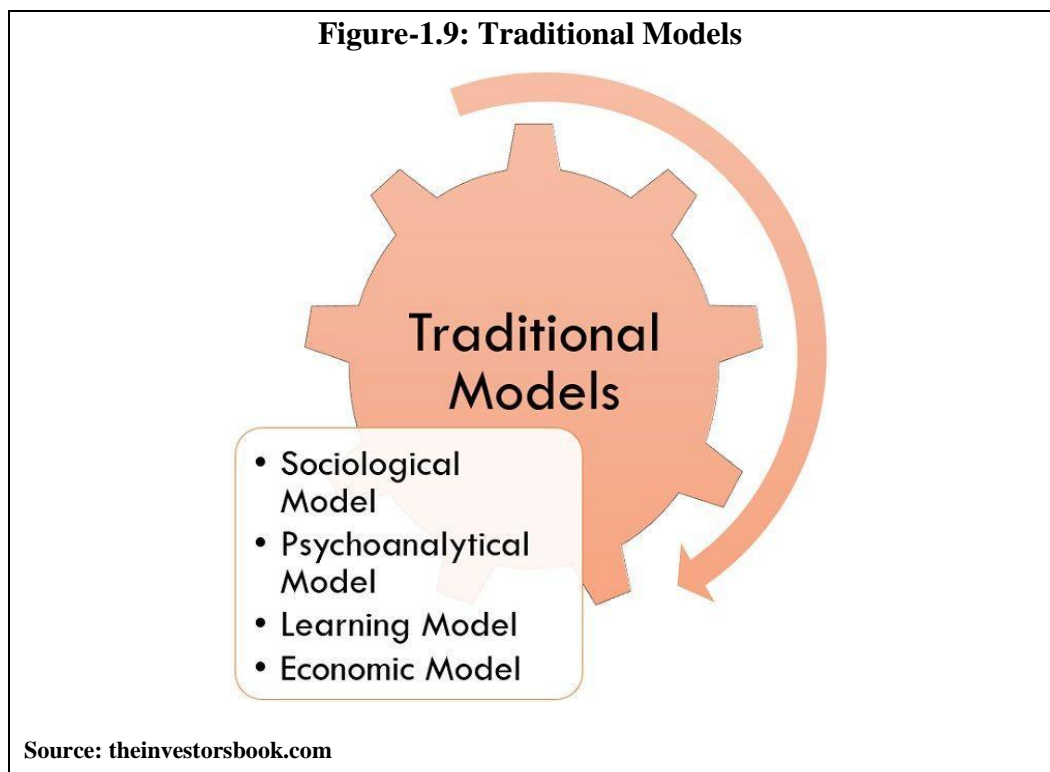 Figure-1.9: Traditional Models
Traditional
Models
• Sociological
Model
• Psychoanalytical
Model
• Learning Model
• Economic Model
Source: theinvestorsbook.com